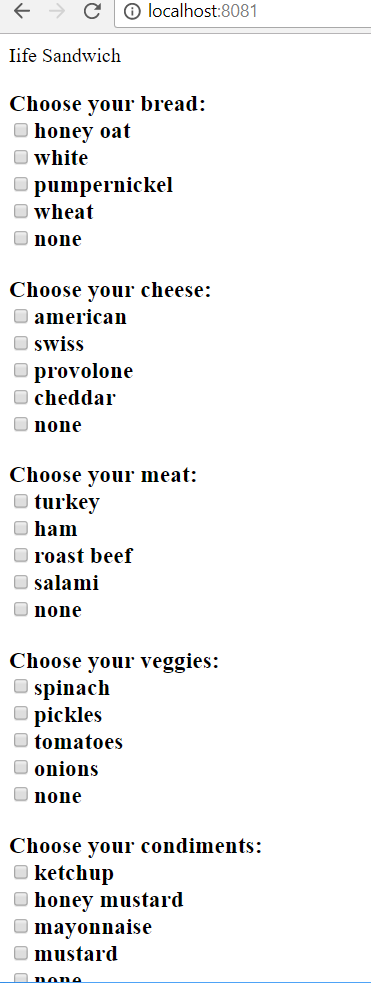 localhost:8081
Iife Sandwich
Choose your bread:
honey oat
white
pumpernickel
wheat
none
Choose your cheese:
american
swiss
provolone
cheddar
none
Choose your meat:
turkey
ham
roast beef
salami
none
Choose your veggies:
spinach
pickles
tomatoes
onions
none
Choose your condiments:
ketchup
honey mustard
mayonnaise
mustard
none